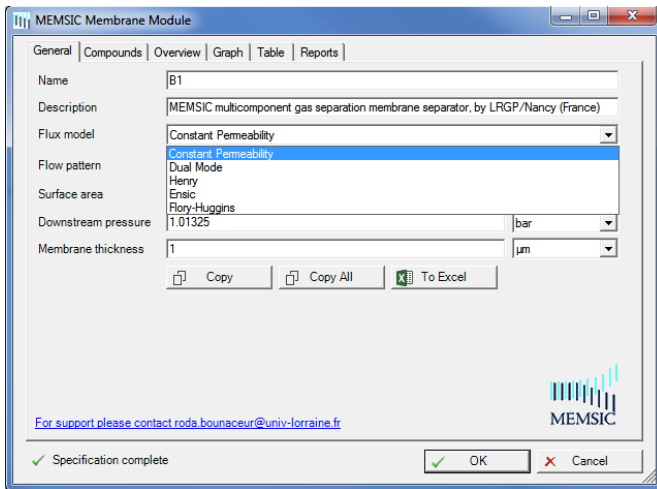 MEMSIC Membrane Module
General Compounds Overview Graph Table Reports
Name B1
Description MEMSIC multicomponent gas separation membrane separator, by LRGP/Nancy (France)
Flux model Constant Permeability
Constant Permeability
Flow pattern Dual Mode
Henry
Surface area Ensic
Flory-Huggins
Downstream pressure 1.01325 bar
Membrane thickness 1 µm
Copy Copy All To Excel
MEMSIC
For support please contact roda.bounaceur@univ-lorraine.fr
Specification complete OK Cancel